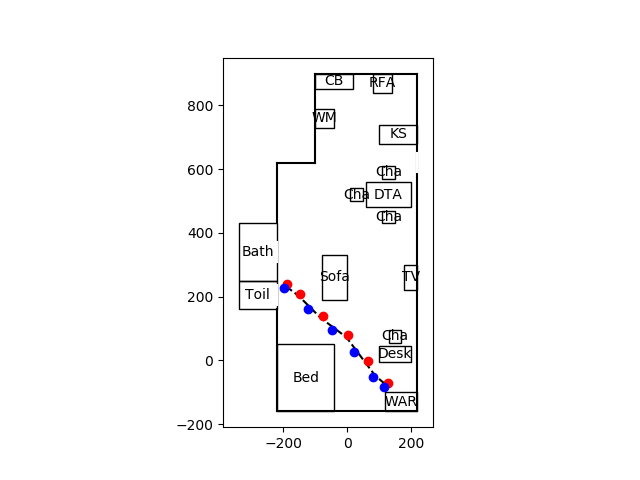 CB
RFA
800
WM
KS
600
Cha
Cha
DTA
Cha
400
Bath
Sofa
TV
Toil
200
Cha
Desk
0
Bed
WAR
−200
−200
0
200